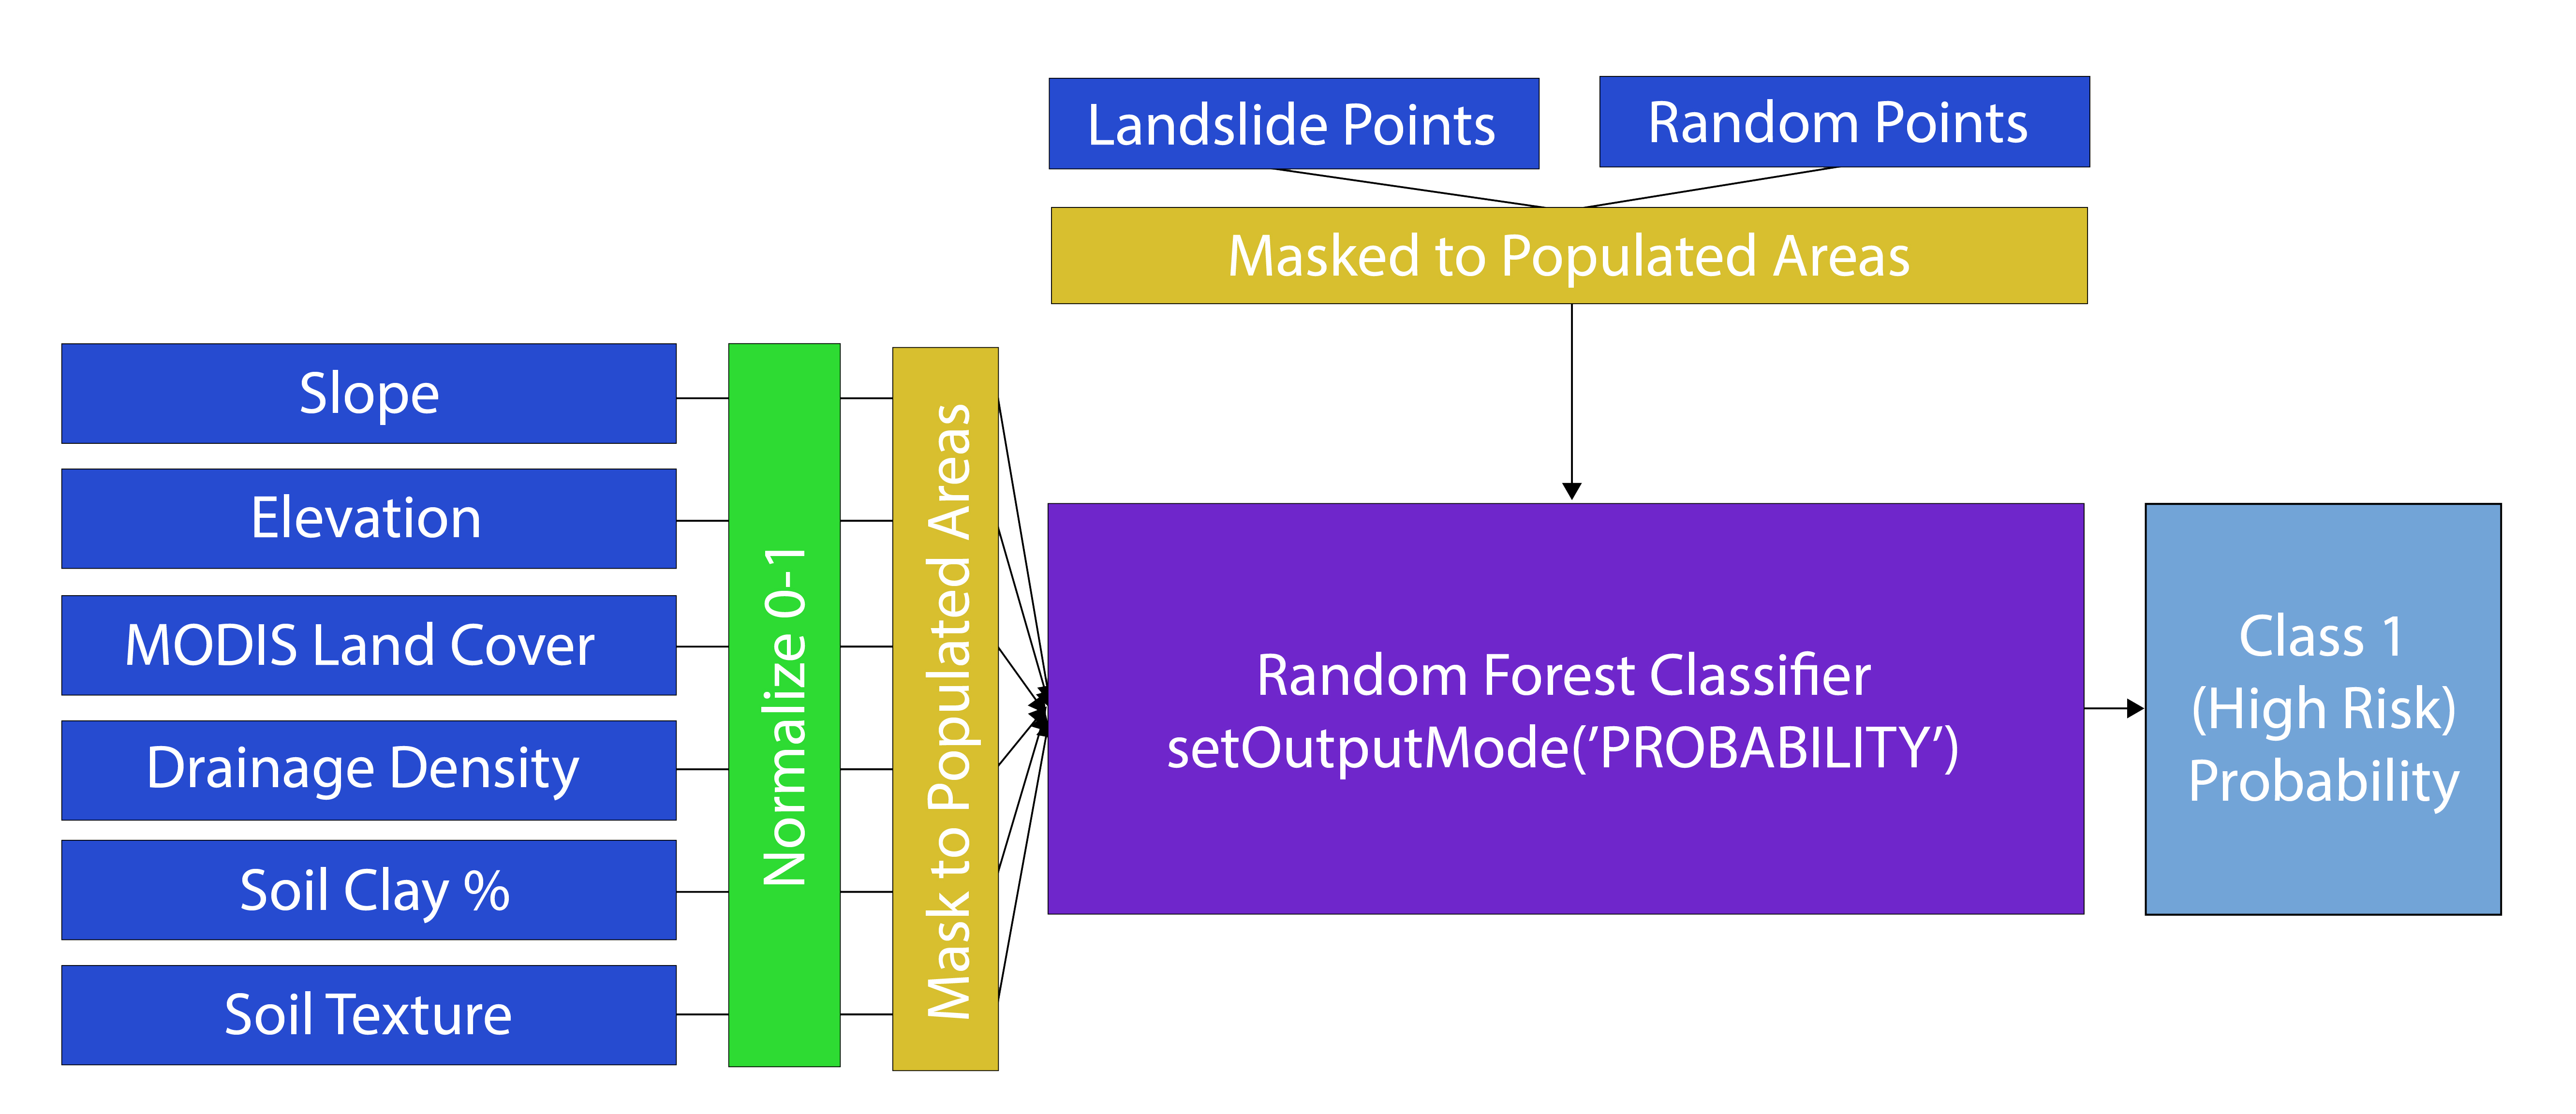 Landslide Points
Random Points
Masked to Populated Areas
Slope
Elevation
MODIS Land Cover
Drainage Density
Soil Clay %
Soil Texture
Normalize 0-1
Mask to Populated Areas
Random Forest Classifier
setOutputMode(’PROBABILITY’)
Class 1
(High Risk)
Probability